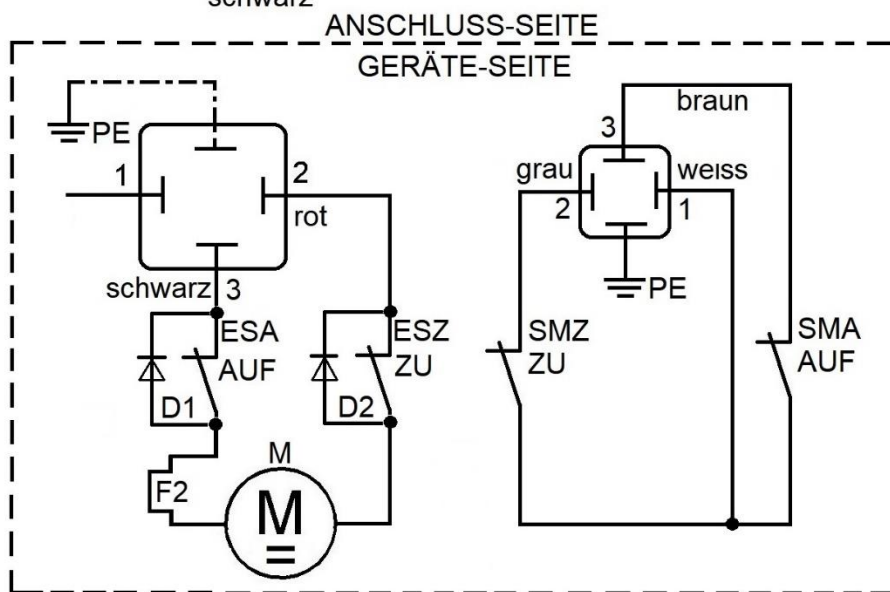 schwarz
ANSCHLUSS-SEITE
GERÄTE-SEITE
PE
1
2
rot
schwarz 3
ESA
AUF
D1
ESZ
ZU
D2
F2
M
M
braun
3
grau
2
weiss
1
PE
SMZ
ZU
SMA
AUF